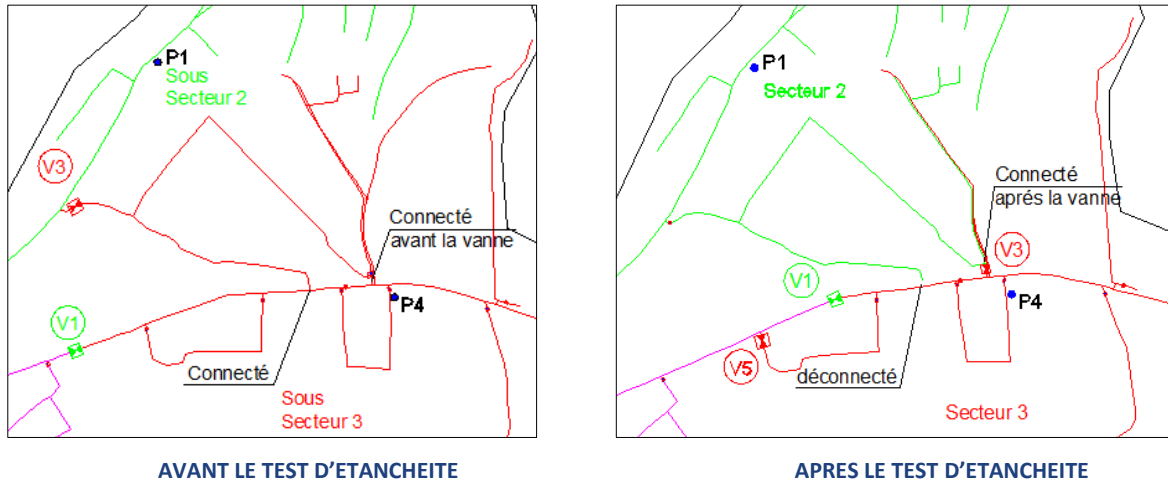 P1
Sous
Secteur 2
V3
Connecté
avant la vanne
P4
V1
Connecté
Sous
Secteur 3
AVANT LE TEST D'ETANCHEITE
P1
Secteur 2
Connecté
aprés la vanne
V3
V1
P4
V5
déconnecté
Secteur 3
APRES LE TEST D'ETANCHEITE